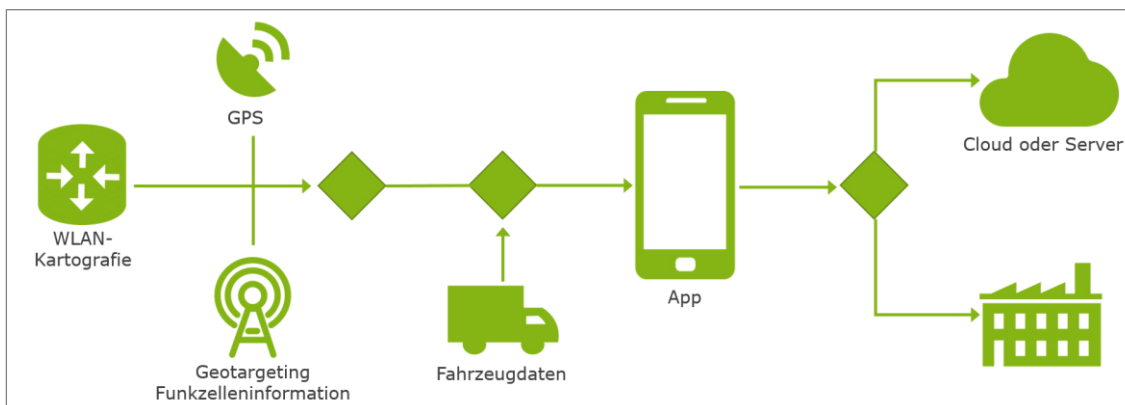 GPS
Cloud oder Server
WLAN-
Kartografie
App
Geotargeting
Funkzelleninformation
Fahrzeugdaten